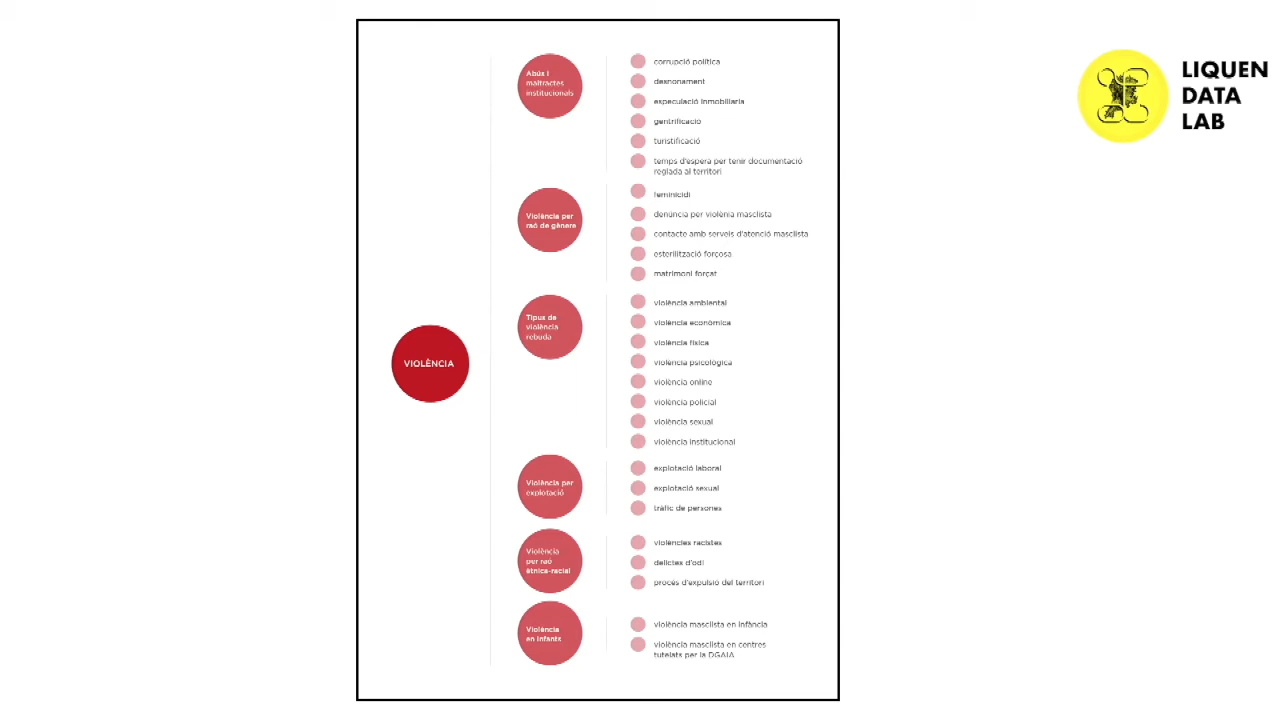 LIQUEN
DATA
LAB
VIOLÈNCIA
Abús i
maltractes
institucionals
corrupció política
desnonament
especulació inmobiliaria
gentrificació
turistificació
temps d'espera per tenir documentació
reglada al territori
Violència per
raó de gènere
feminicidi
denúncia per violènia masclista
contacte amb serveis d'atenció masclista
esterilització forçosa
matrimoni forçat
Tipus de
violència
rebuda
violència ambiental
violència econòmica
violència física
violència psicològica
violència online
violència policial
violència sexual
violència institucional
Violència per
explotació
explotació laboral
explotació sexual
tràfic de persones
Violència
per raó
ètnica-racial
violències racistes
delictes d'odi
procés d'expulsió del territori
Violència
en infants
violència masclista en infància
violència masclista en centres
tutelats per la DGAIA